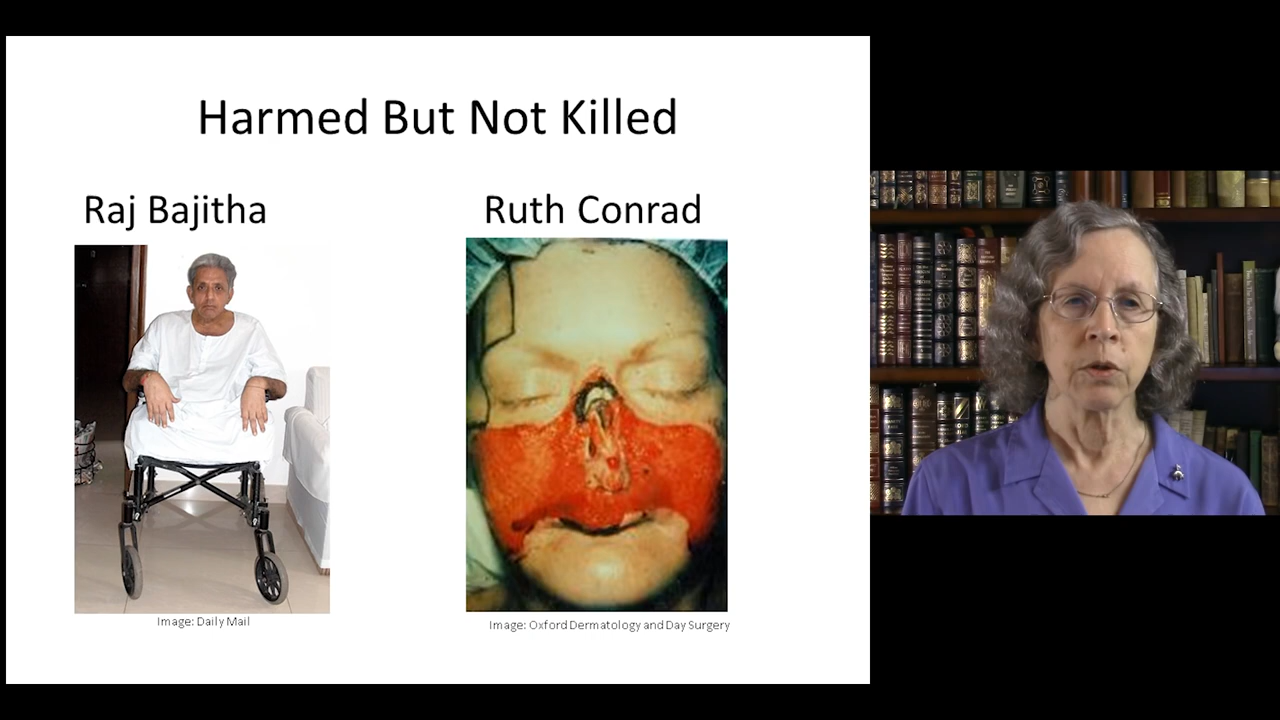 Harmed But Not Killed
Raj Bajitha
Ruth Conrad
Image: Daily Mail
Image: Oxford Dermatology and Day Surgery